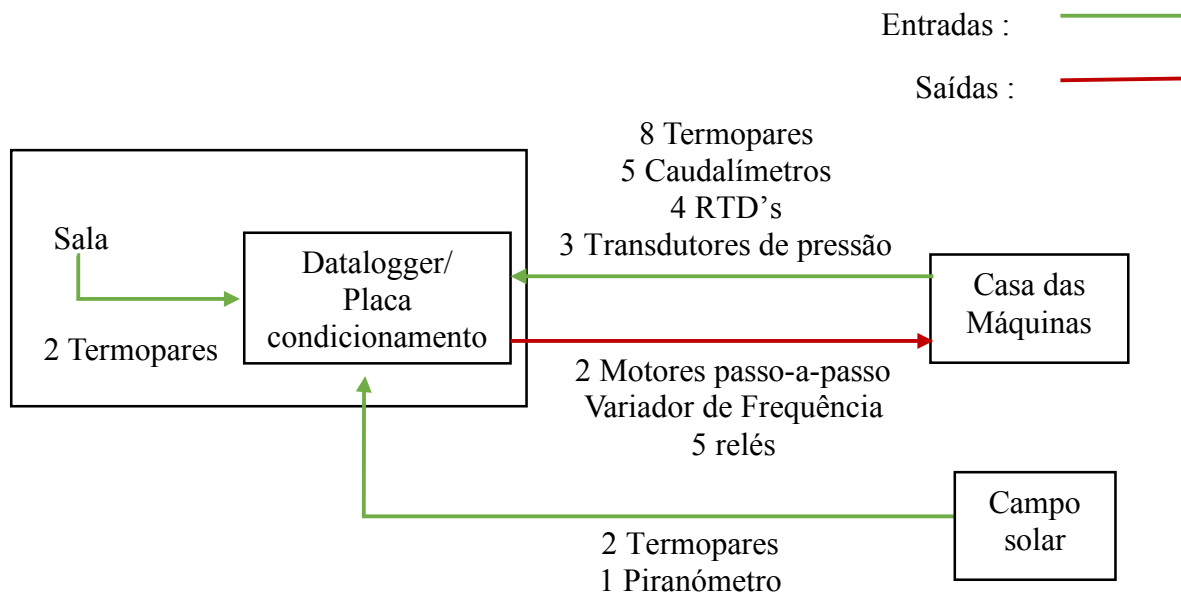 Entradas :
Saídas :
8 Termopares
5 Caudalímetros
4 RTD’s
3 Transdutores de pressão
Sala
2 Termopares
Datalogger/
Placa
condicionamento
Casa das
Máquinas
2 Motores passo-a-passo
Variador de Frequência
5 relés
Campo
solar
2 Termopares
1 Piranómetro